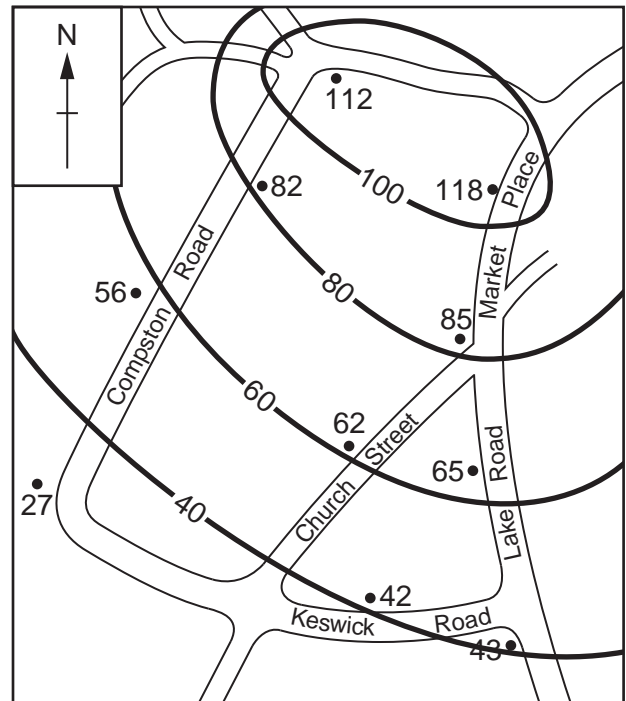 N
112
118
Place
100
82
Road
Market
80
56
85
Compston
60
62
Street
65
Road
27
40
Church
Lake
42
Keswick Road
43